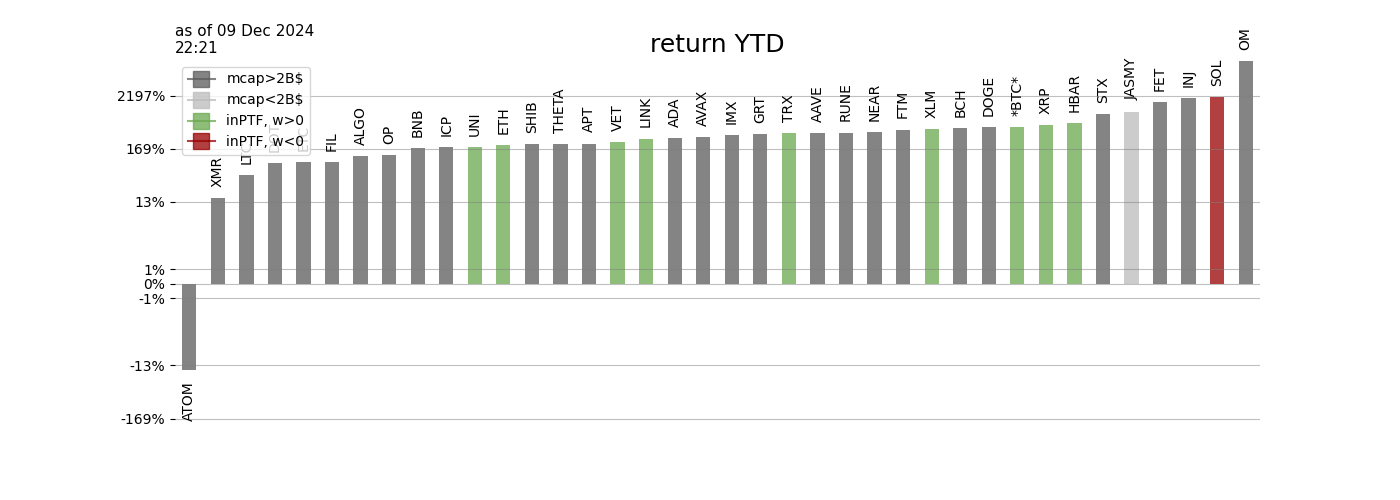 as of 09 Dec 2024
22:21
return YTD
mcap>2B$
mcap<2B$
inPTF, w>0
inPTF, w<0
2197%
169%
13%
1%
0%
-1%
-13%
-169%
ATOM
XMR
FIL
ALGO
OP
BNB
ICP
UNI
ETH
SHIB
THETA
APT
VET
LINK
ADA
AVAX
IMX
GRT
TRX
AAVE
RUNE
NEAR
FTM
XLM
BCH
DOGE
*BTC*
XRP
HBAR
STX
JASMY
FET
INJ
SOL
OM